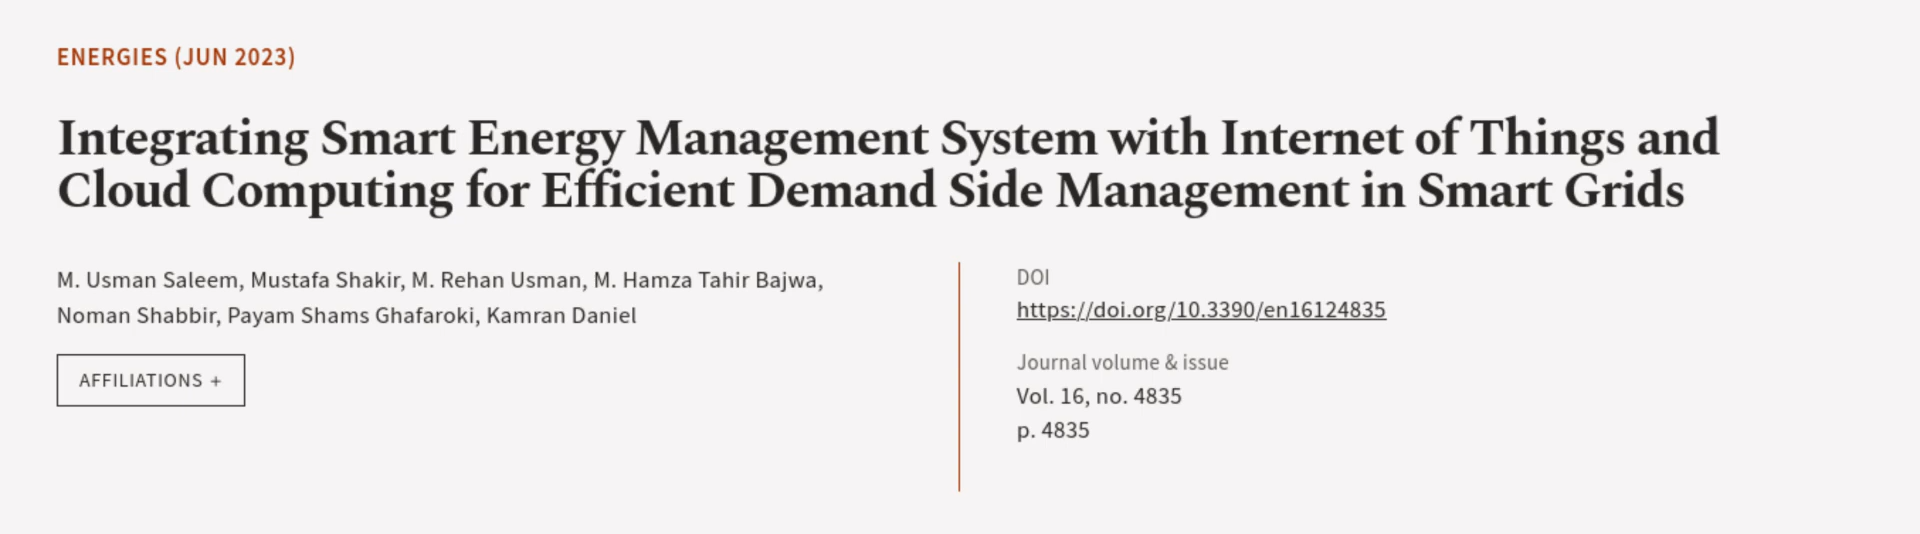 ENERGIES (JUN 2023)
Integrating Smart Energy Management System with Internet of Things and
Cloud Computing for Efficient Demand Side Management in Smart Grids
M. Usman Saleem, Mustafa Shakir, M. Rehan Usman, M. Hamza Tahir Bajwa,
Noman Shabbir, Payam Shams Ghafaroki, Kamran Daniel
AFFILIATIONS +
DOI
https://doi.org/10.3390/en16124835
Journal volume & issue
Vol. 16, no. 4835
p. 4835